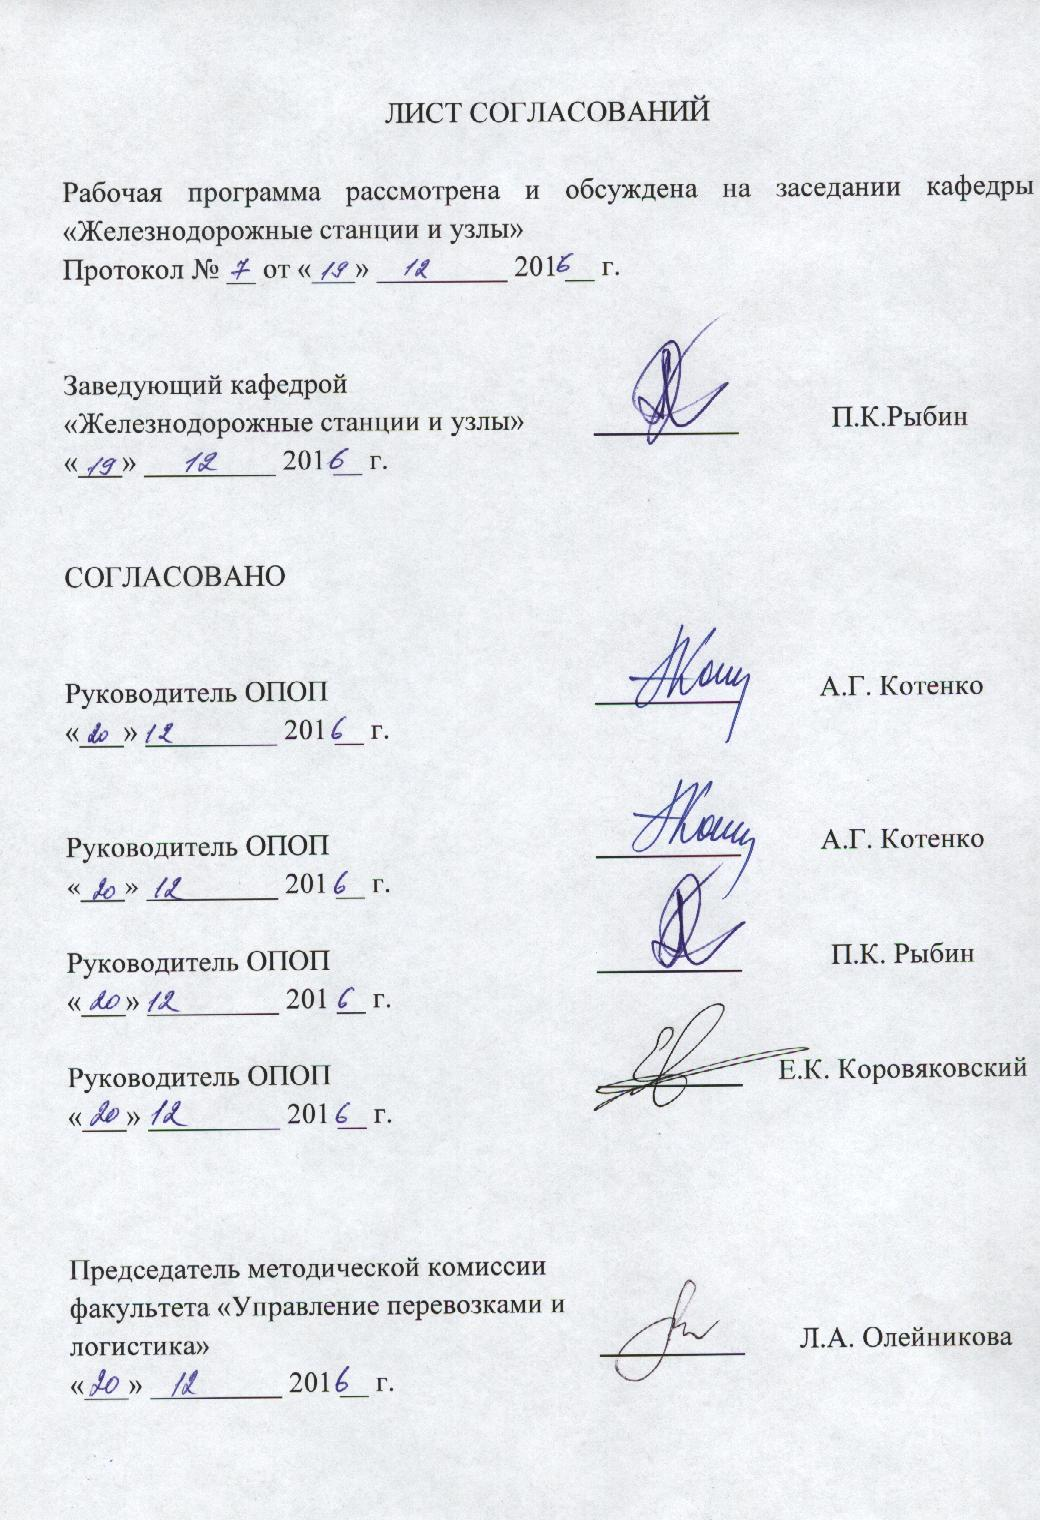 ЛИСТ СОГЛАСОВАНИЙ
Рабочая программа рассмотрена и обсуждена на заседании кафедры
«Железнодорожные станции и узлы»
Протокол № 7 от «19» 12 2016 г.
Заведующий кафедрой
«Железнодорожные станции и узлы» П.К.Рыбин
«19» 12 2016 г.
СОГЛАСОВАНО
Руководитель ОПОП А.Г. Котенко
«20» 12 2016 г.
Руководитель ОПОП А.Г. Котенко
«20» 12 2016 г.
Руководитель ОПОП П.К. Рыбин
«20» 12 2016 г.
Руководитель ОПОП Е.К. Коровяковский
«20» 12 2016 г.
Председатель методической комиссии
факультета «Управление перевозками и
логистика» Л.А. Олейникова
«20» 12 2016 г.